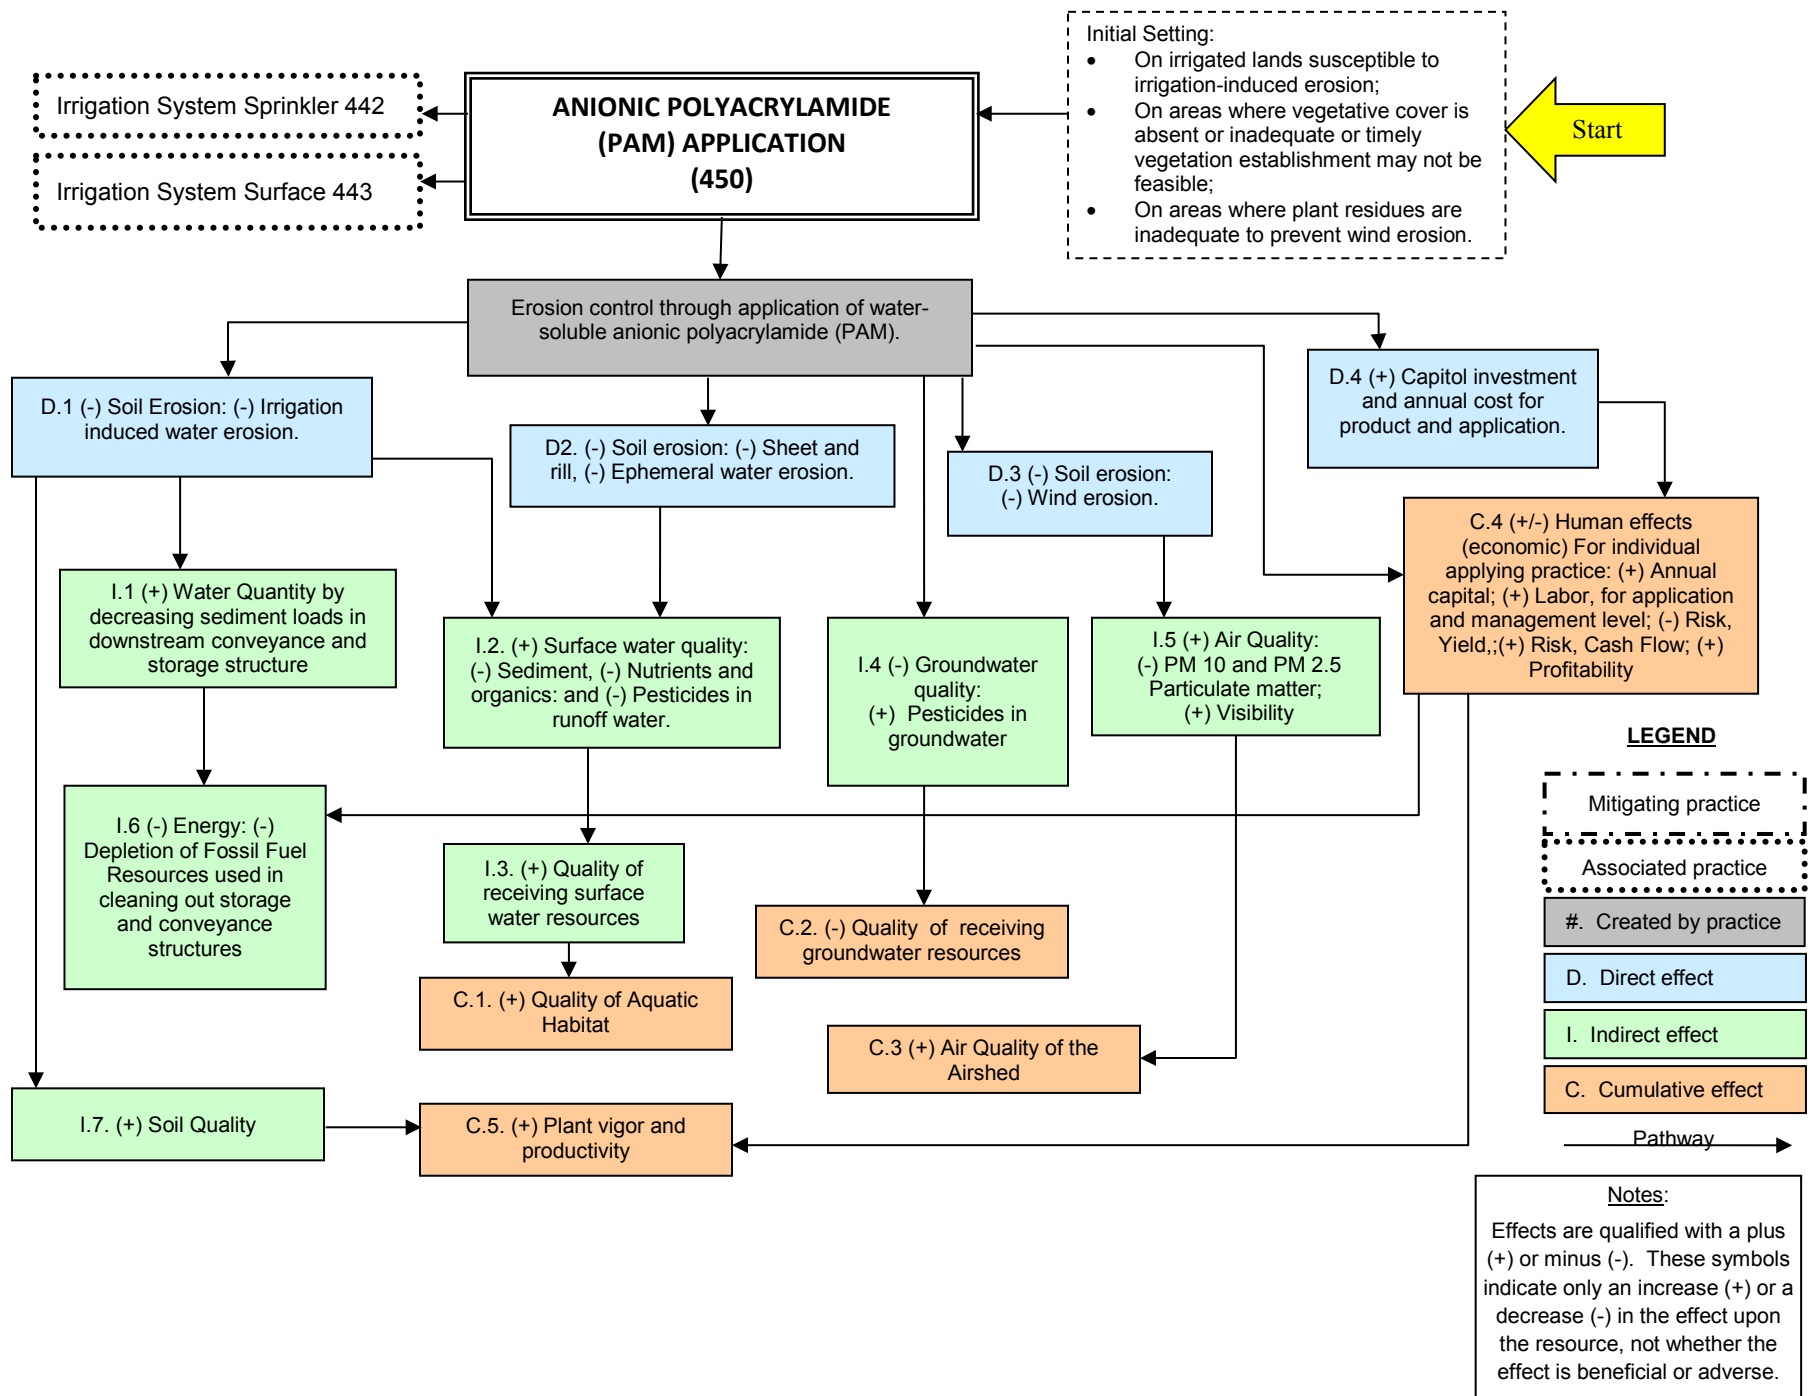 Initial Setting:
• On irrigated lands susceptible to
irrigation-induced erosion;
• On areas where vegetative cover is
absent or inadequate or timely
vegetation establishment may not be
feasible;
• On areas where plant residues are
inadequate to prevent wind erosion.
Start
ANIONIC POLYACRYLAMIDE
(PAM) APPLICATION
(450)
Irrigation System Sprinkler 442
Irrigation System Surface 443
Erosion control through application of water-
soluble anionic polyacrylamide (PAM).
D.1 (-) Soil Erosion: (-) Irrigation
induced water erosion.
D2. (-) Soil erosion: (-) Sheet and
rill, (-) Ephemeral water erosion.
D.3 (-) Soil erosion:
(-) Wind erosion.
D.4 (+) Capitol investment
and annual cost for
product and application.
I.1 (+) Water Quantity by
decreasing sediment loads in
downstream conveyance and
storage structure
I.2. (+) Surface water quality:
(-) Sediment, (-) Nutrients and
organics: and (-) Pesticides in
runoff water.
I.4 (-) Groundwater
quality:
(+) Pesticides in
groundwater
I.5 (+) Air Quality:
(-) PM 10 and PM 2.5
Particulate matter;
(+) Visibility
C.4 (+/-) Human effects
(economic) For individual
applying practice: (+) Annual
capital; (+) Labor, for application
and management level; (-) Risk,
Yield,;(+) Risk, Cash Flow; (+)
Profitability
I.6 (-) Energy: (-)
Depletion of Fossil Fuel
Resources used in
cleaning out storage
and conveyance
structures
I.3. (+) Quality of
receiving surface
water resources
C.2. (-) Quality of receiving
groundwater resources
C.1. (+) Quality of Aquatic
Habitat
C.3 (+) Air Quality of the
Airshed
I.7. (+) Soil Quality
C.5. (+) Plant vigor and
productivity
LEGEND
Mitigating practice
Associated practice
#. Created by practice
D. Direct effect
I. Indirect effect
C. Cumulative effect
Pathway
Notes:
Effects are qualified with a plus
(+) or minus (-). These symbols
indicate only an increase (+) or a
decrease (-) in the effect upon
the resource, not whether the
effect is beneficial or adverse.